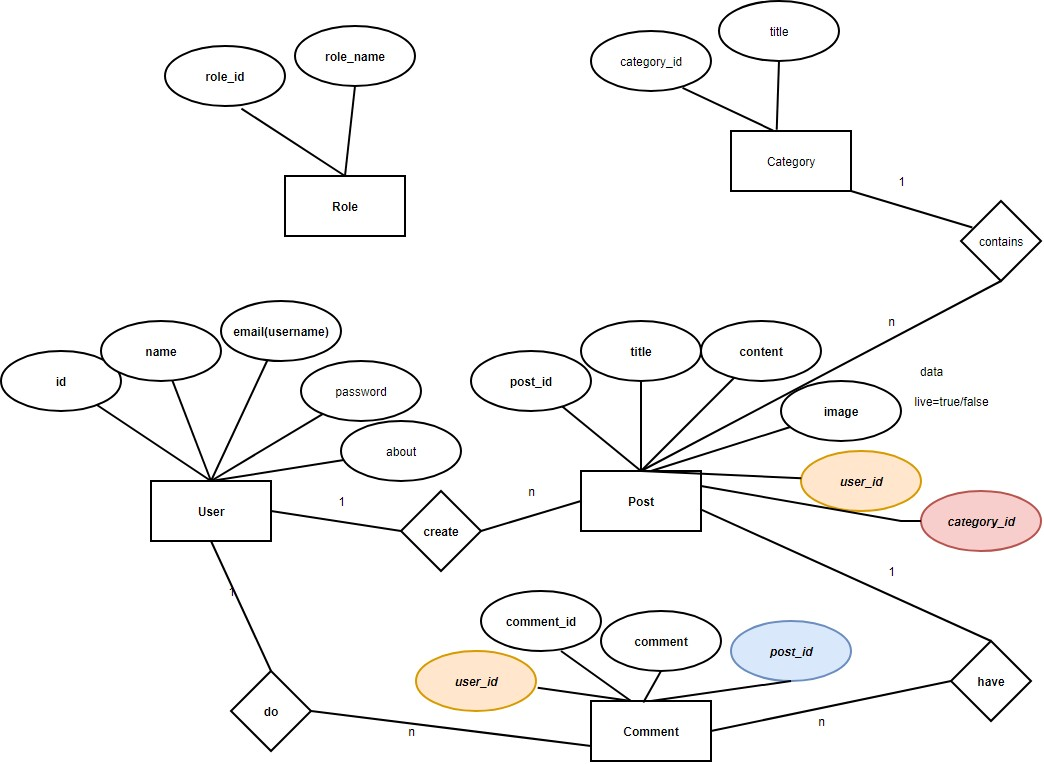 title
role_name
category_id
role_id
Category
1
Role
contains
n
email(username)
name
title
content
data
id
post_id
password
live=true/false
image
about
user_id
1
n
Post
User
create
category_id
1
1
comment_id
comment
post_id
user_id
have
do
n
n
Comment